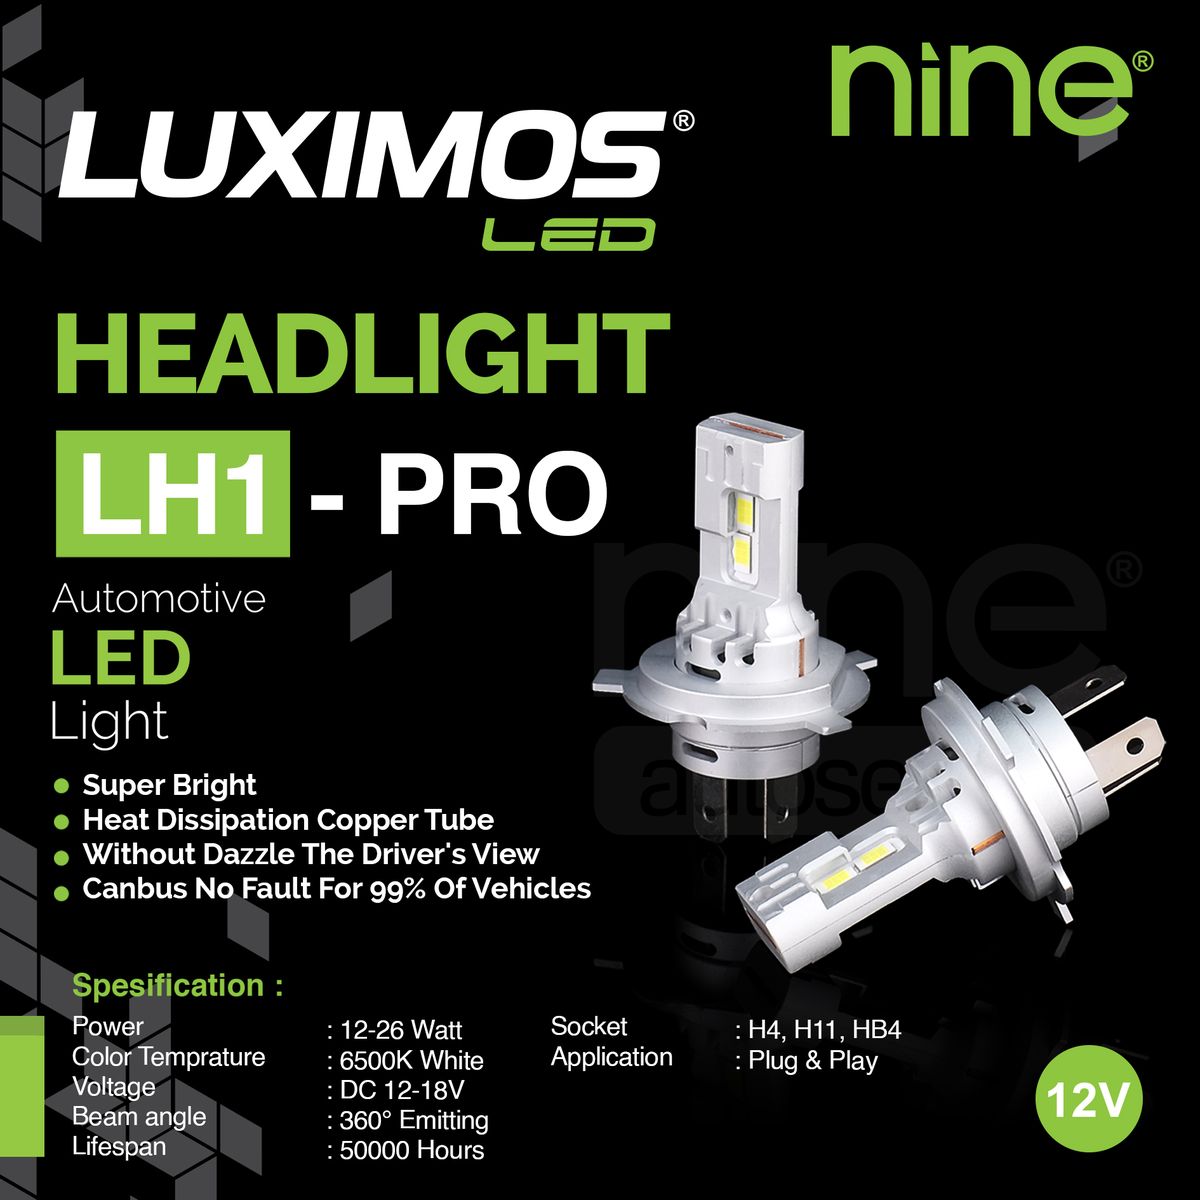 nine®
LUXIMOS®
LED
HEADLIGHT
LH1 - PRO
Automotive
LED
Light
Super Bright
Heat Dissipation Copper Tube
Without Dazzle The Driver's View
Canbus No Fault For 99% Of Vehicles
nine®
Spesification :
Power : 12-26 Watt
Color Temprature : 6500K White
Voltage : DC 12-18V
Beam angle : 360° Emitting
Lifespan : 50000 Hours
Socket : H4, H11, HB4
Application : Plug & Play
12V